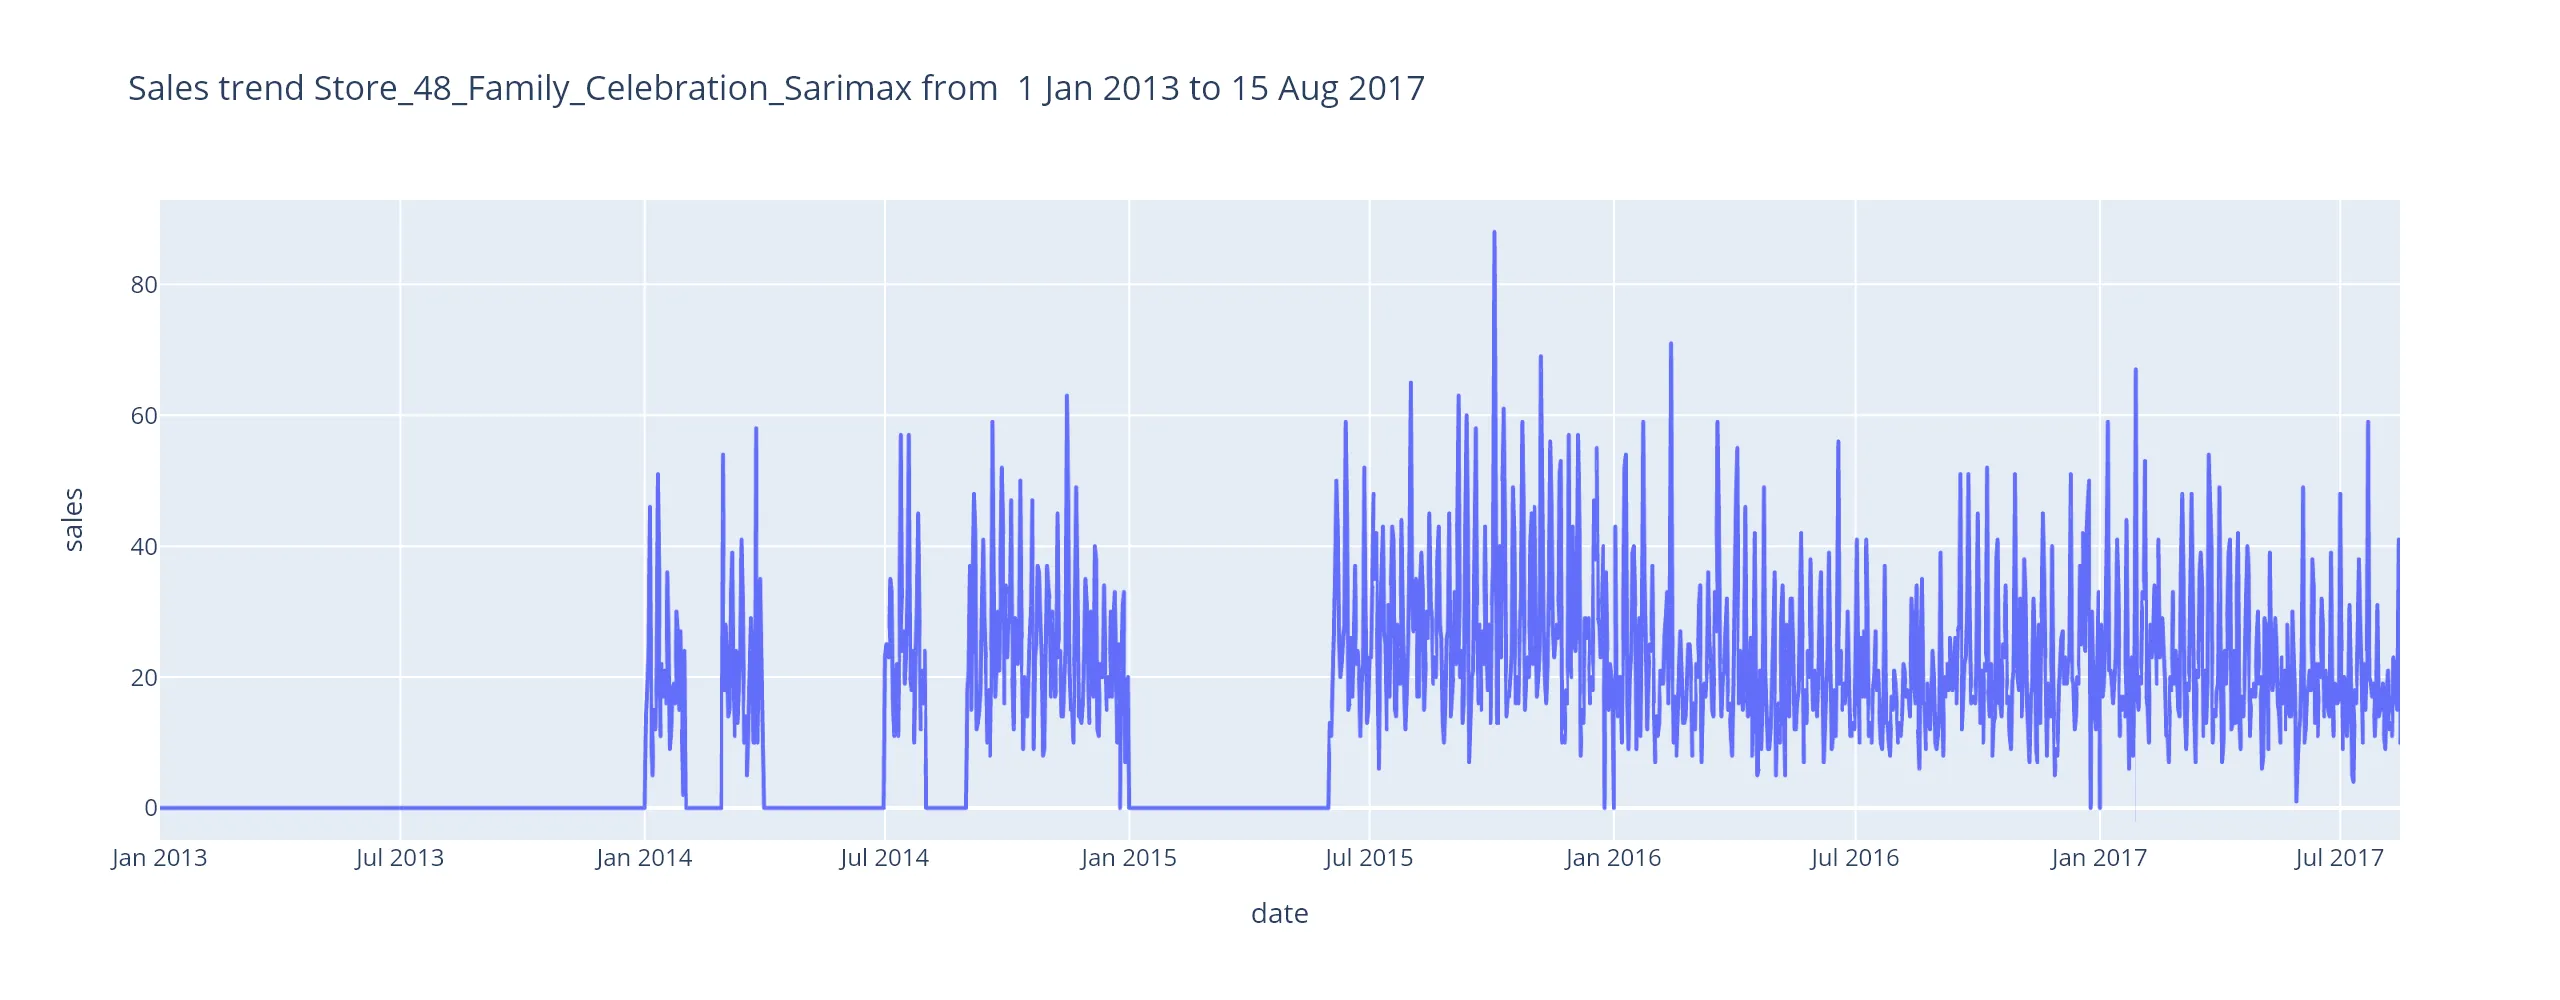 Sales trend Store_48_Family_Celebration_Sarimax from  1 Jan 2013 to 15 Aug 2017
80
60
40
20
0
sales
Jan 2013 Jul 2013 Jan 2014 Jul 2014 Jan 2015 Jul 2015 Jan 2016 Jul 2016 Jan 2017 Jul 2017
date